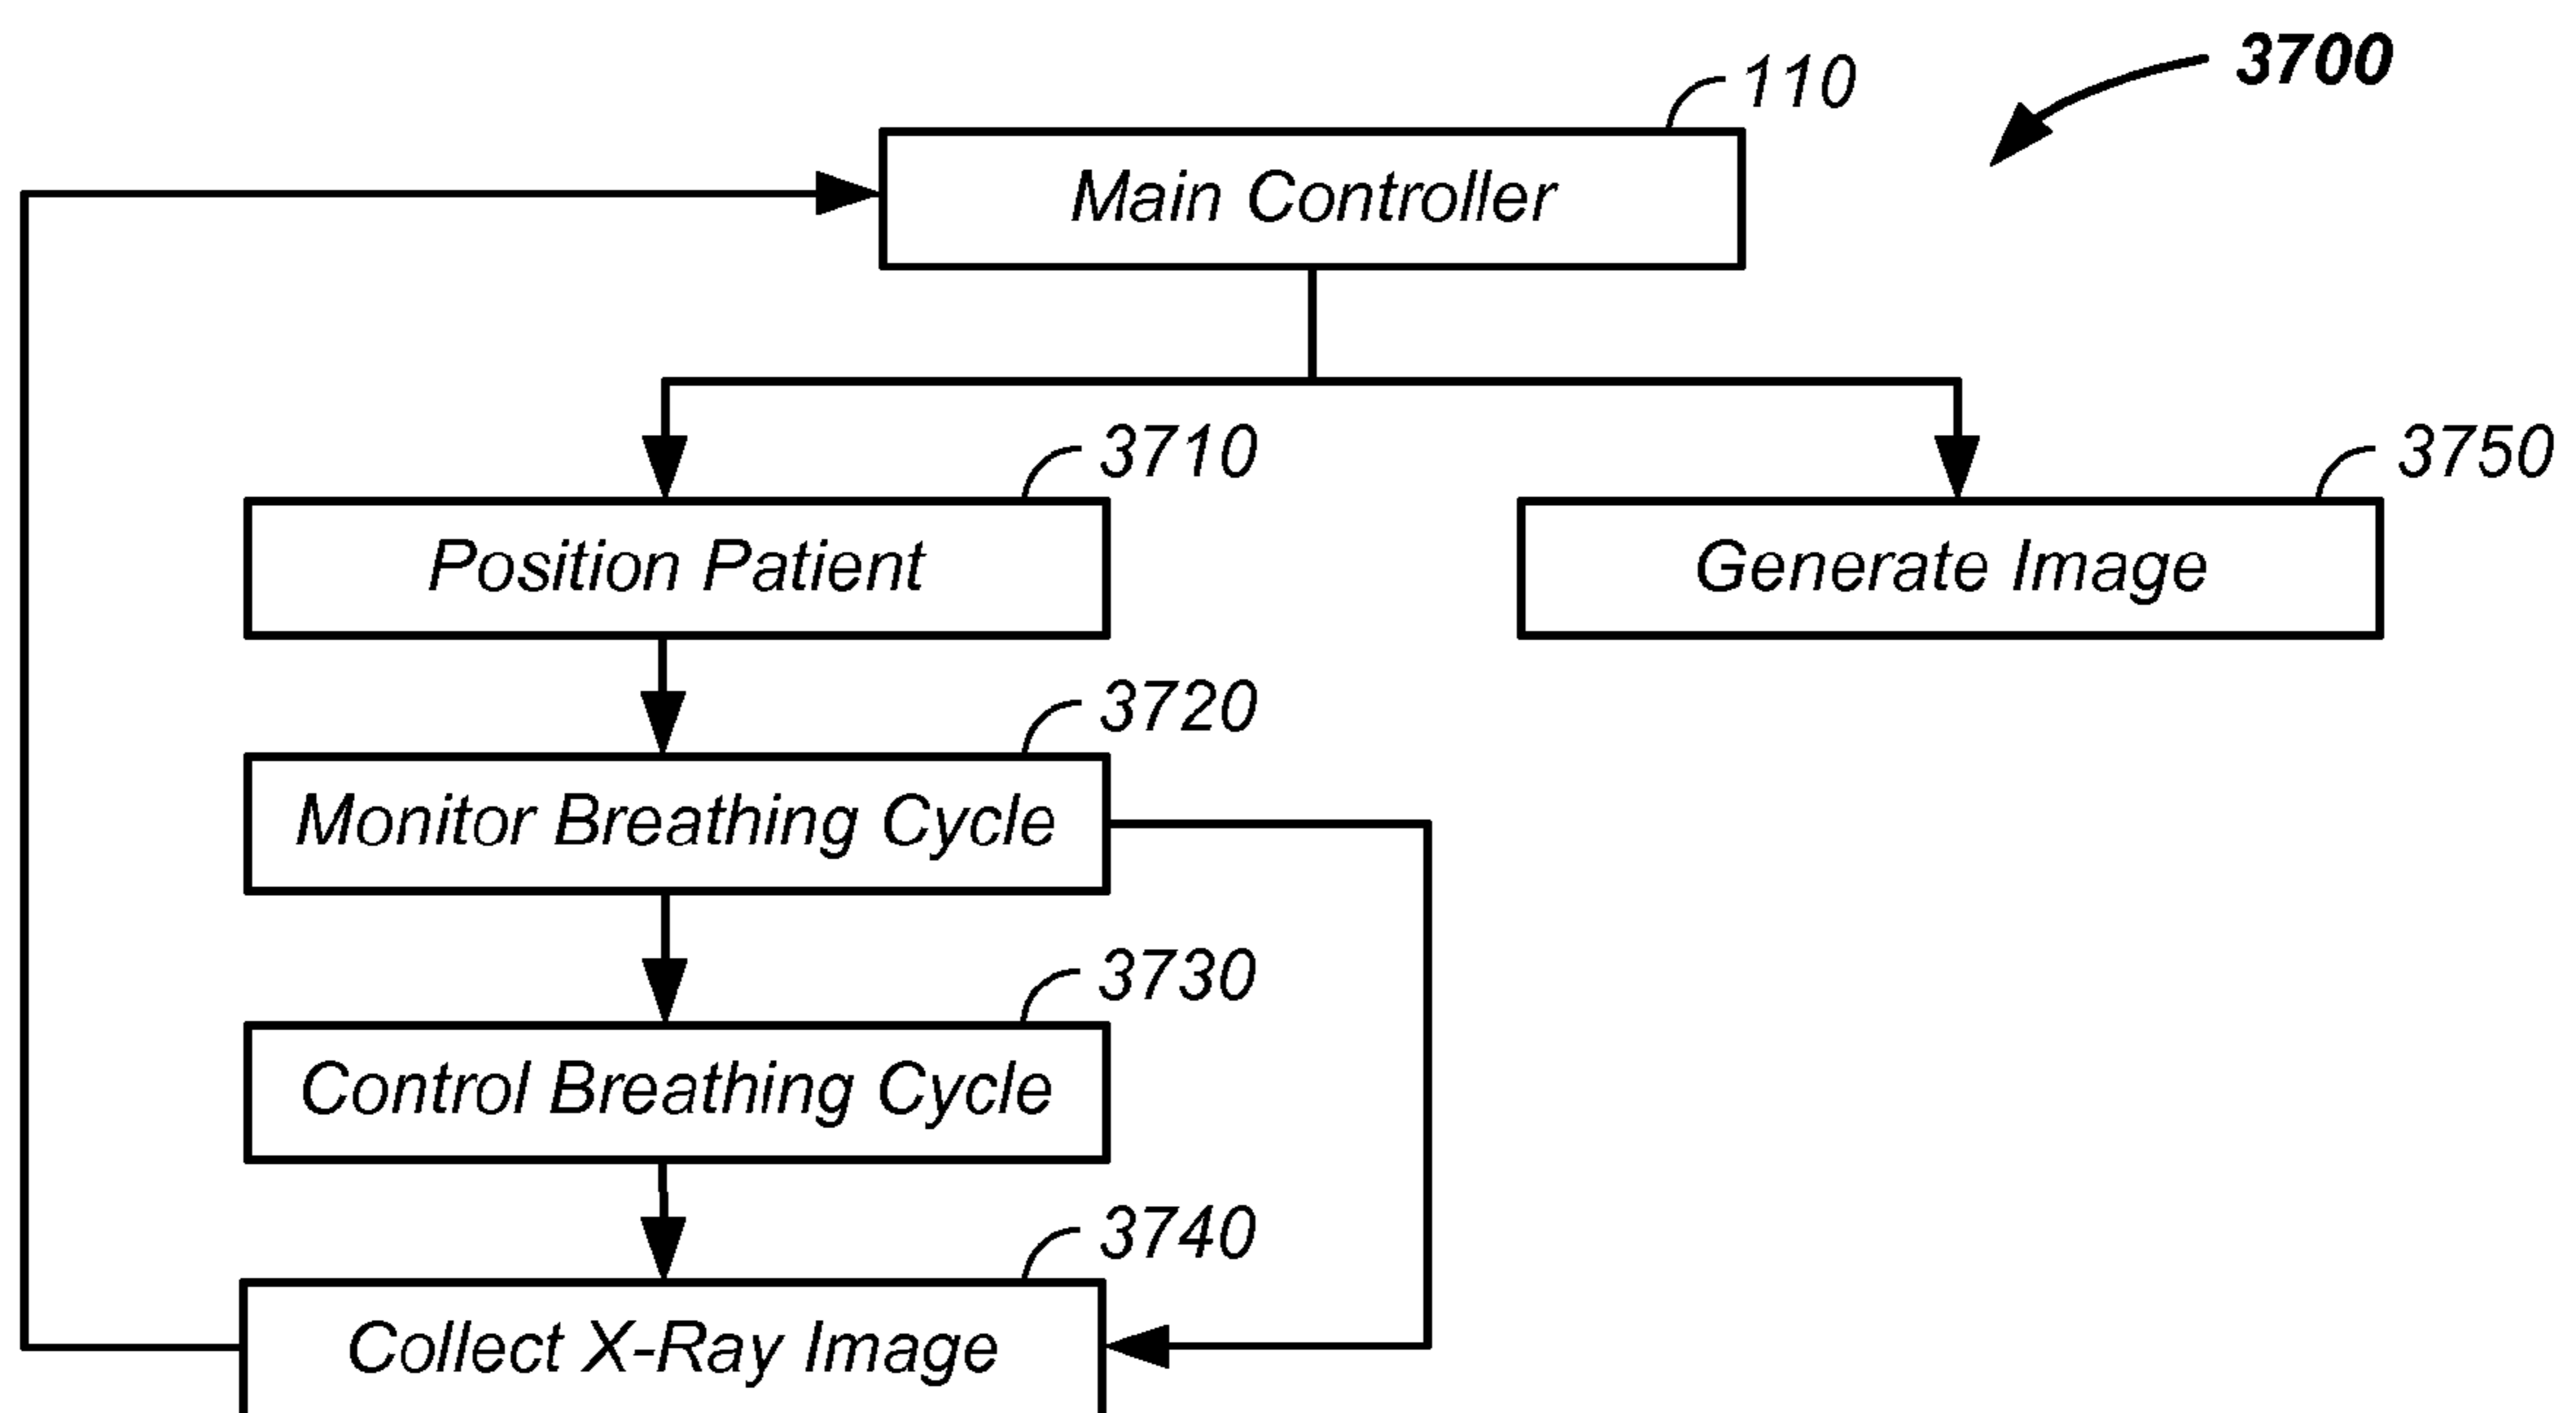 3700
110
Main Controller
3710
3750
Position Patient
Generate Image
3720
Monitor Breathing Cycle
3730
Control Breathing Cycle
3740
Collect X-Ray Image